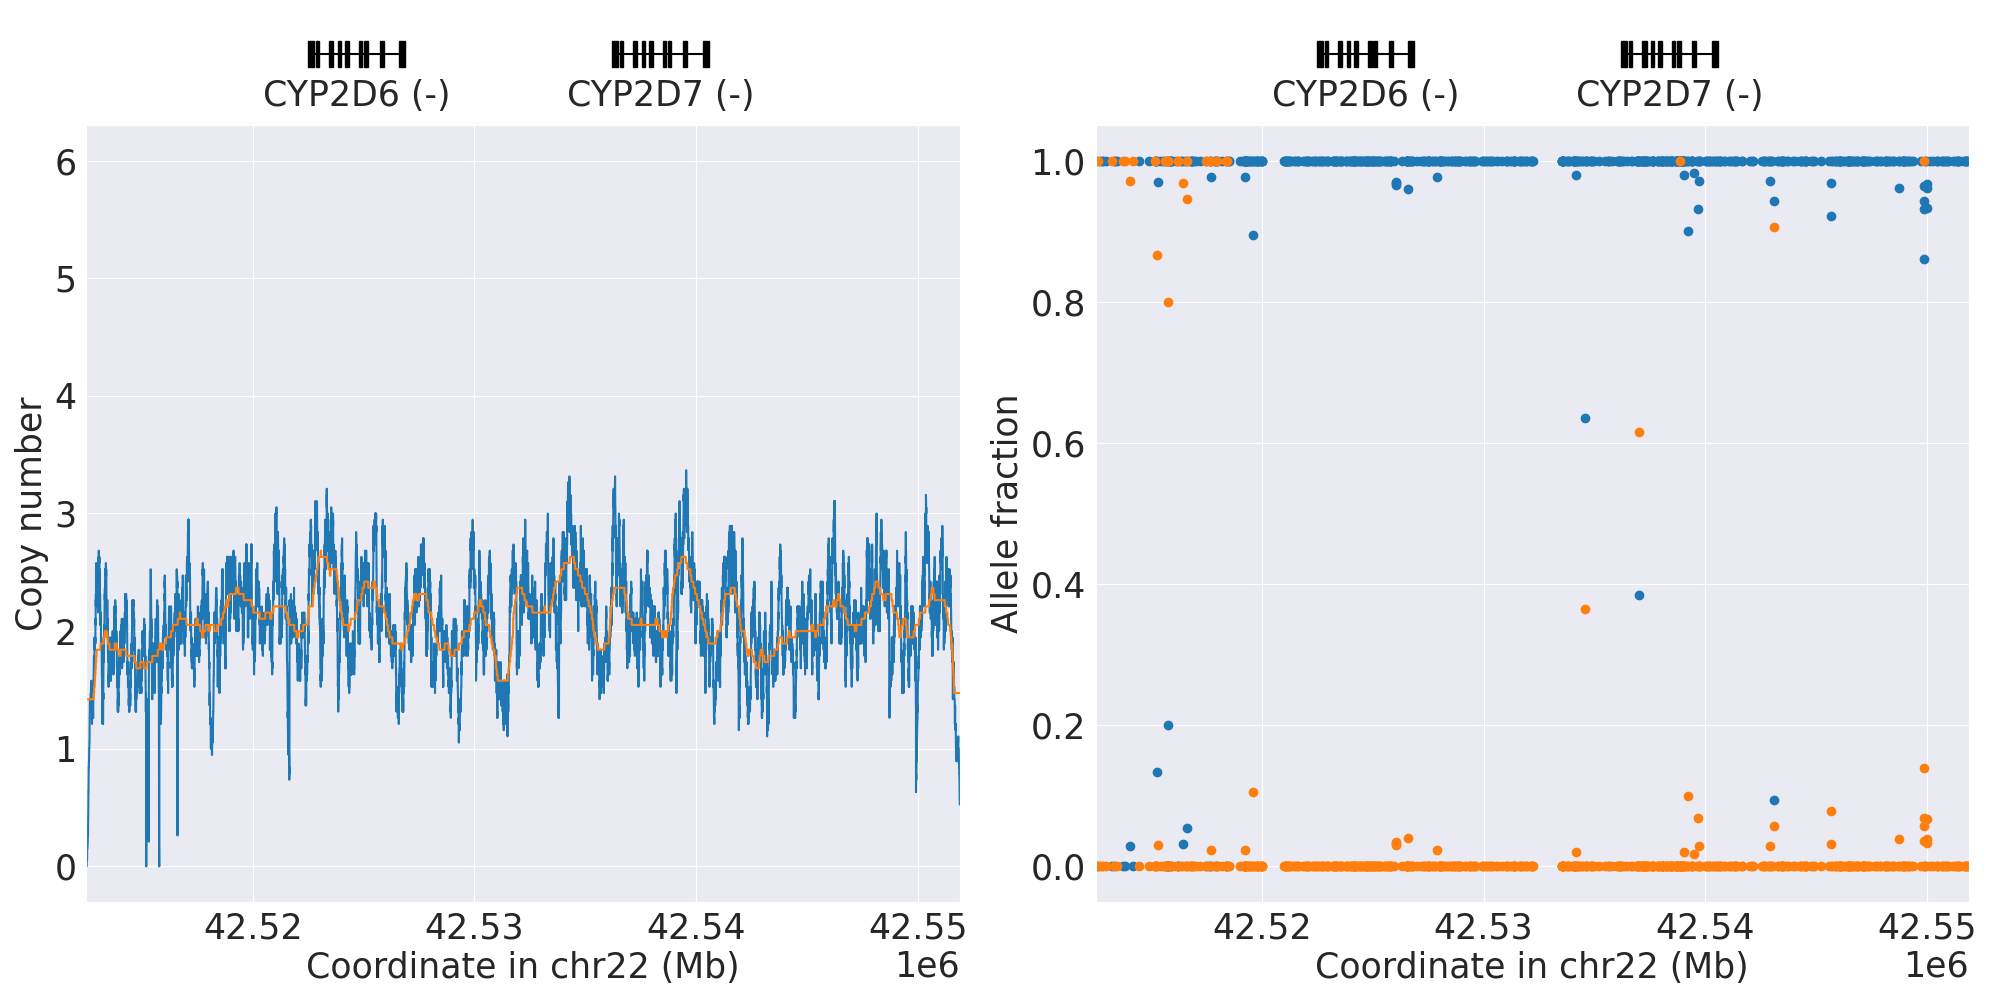 CYP2D6 (-) CYP2D7 (-)
6
5
4
3
2
1
0
Copy number
42.52 42.53 42.54 42.55
Coordinate in chr22 (Mb)
1e6
CYP2D6 (-) CYP2D7 (-)
1.0
0.8
0.6
0.4
0.2
0.0
Allele fraction
42.52 42.53 42.54 42.55
Coordinate in chr22 (Mb)
1e6